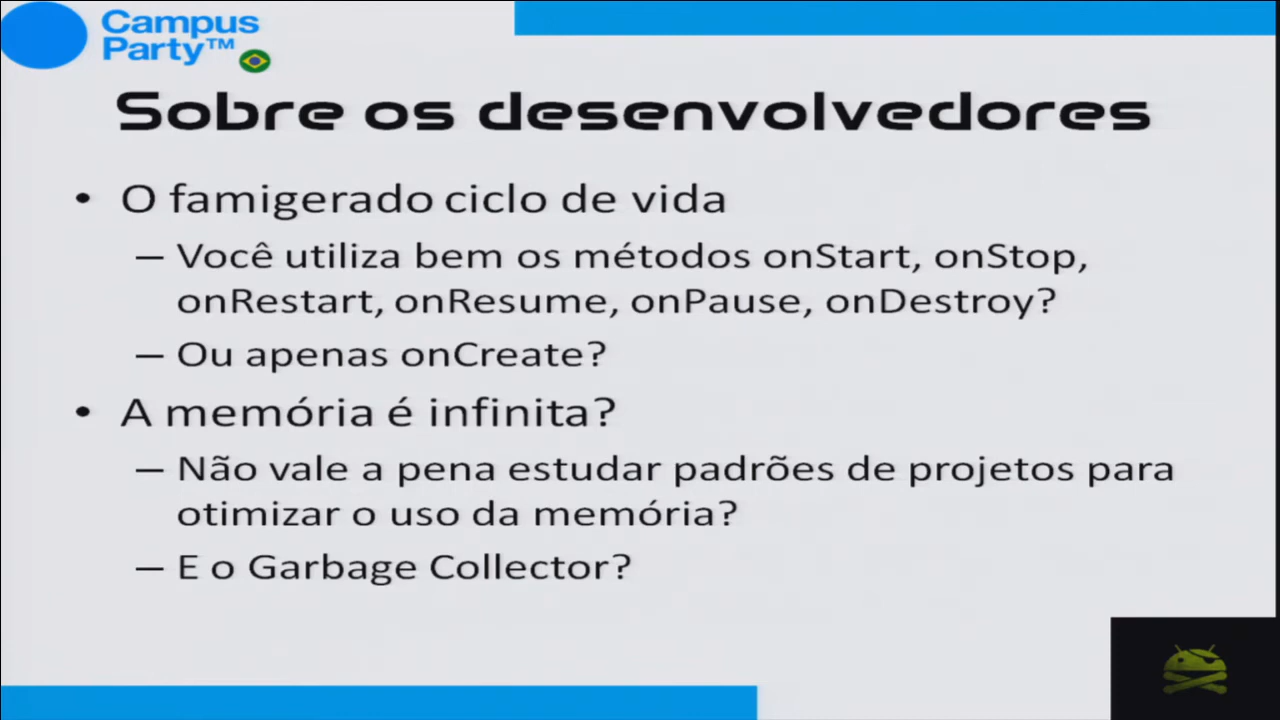 Campus
Party™
Sobre os desenvolvedores
• O famigerado ciclo de vida
– Você utiliza bem os métodos onStart, onStop,
onRestart, onResume, onPause, onDestroy?
– Ou apenas onCreate?
• A memória é infinita?
– Não vale a pena estudar padrões de projetos para
otimizar o uso da memória?
– E o Garbage Collector?